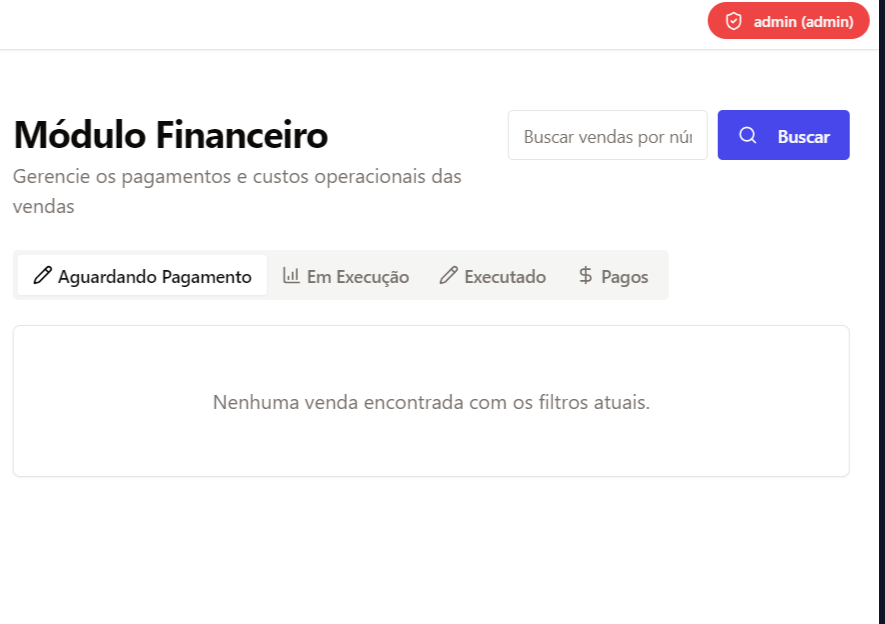 admin (admin)
Módulo Financeiro
Buscar vendas por núi
Buscar
Gerencie os pagamentos e custos operacionais das
vendas
Aguardando Pagamento
Em Execução
Executado
Pagos
Nenhuma venda encontrada com os filtros atuais.